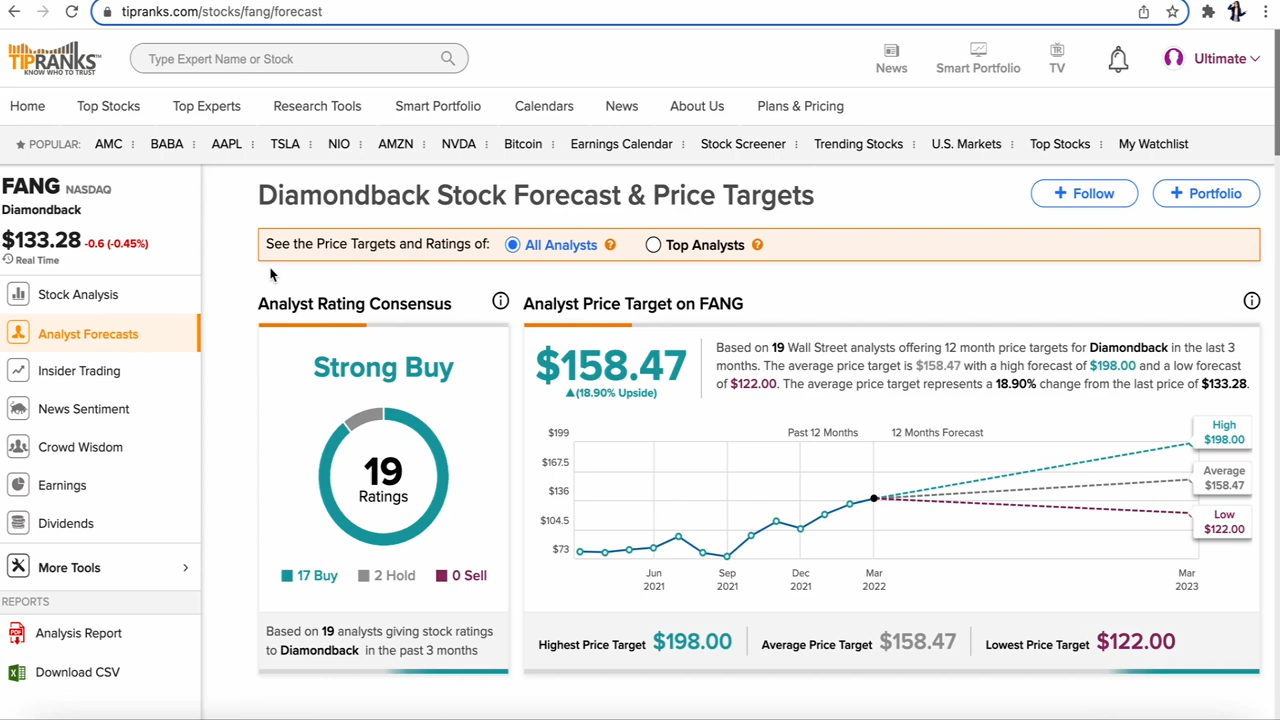 tipranks.com/stocks/fang/forecast
TIPRANKS
KNOW WHO TO TRUST
Type Expert Name or Stock
News
Smart Portfolio
TV
Ultimate
Home Top Stocks Top Experts Research Tools Smart Portfolio Calendars News About Us Plans & Pricing
POPULAR: AMC BABA AAPL TSLA NIO AMZN NVDA Bitcoin Earnings Calendar Stock Screener Trending Stocks U.S. Markets Top Stocks My Watchlist
FANG NASDAQ
Diamondback
$133.28 -0.6 (-0.45%)
Real Time
Stock Analysis
Analyst Forecasts
Insider Trading
News Sentiment
Crowd Wisdom
Earnings
Dividends
More Tools
REPORTS
Analysis Report
Download CSV
Diamondback Stock Forecast & Price Targets
+ Follow
+ Portfolio
See the Price Targets and Ratings of: All Analysts ? Top Analysts ?
Analyst Rating Consensus
Strong Buy
19
Ratings
17 Buy 2 Hold 0 Sell
Based on 19 analysts giving stock ratings
to Diamondback in the past 3 months
Analyst Price Target on FANG
$158.47
▲(18.90% Upside)
Based on 19 Wall Street analysts offering 12 month price targets for Diamondback in the last 3
months. The average price target is $158.47 with a high forecast of $198.00 and a low forecast
of $122.00. The average price target represents a 18.90% change from the last price of $133.28.
Past 12 Months 12 Months Forecast
$199
$167.5
$136
$104.5
$73
High
$198.00
Average
$158.47
Low
$122.00
Jun
2021
Sep
2021
Dec
2021
Mar
2022
Mar
2023
Highest Price Target $198.00
Average Price Target $158.47
Lowest Price Target $122.00